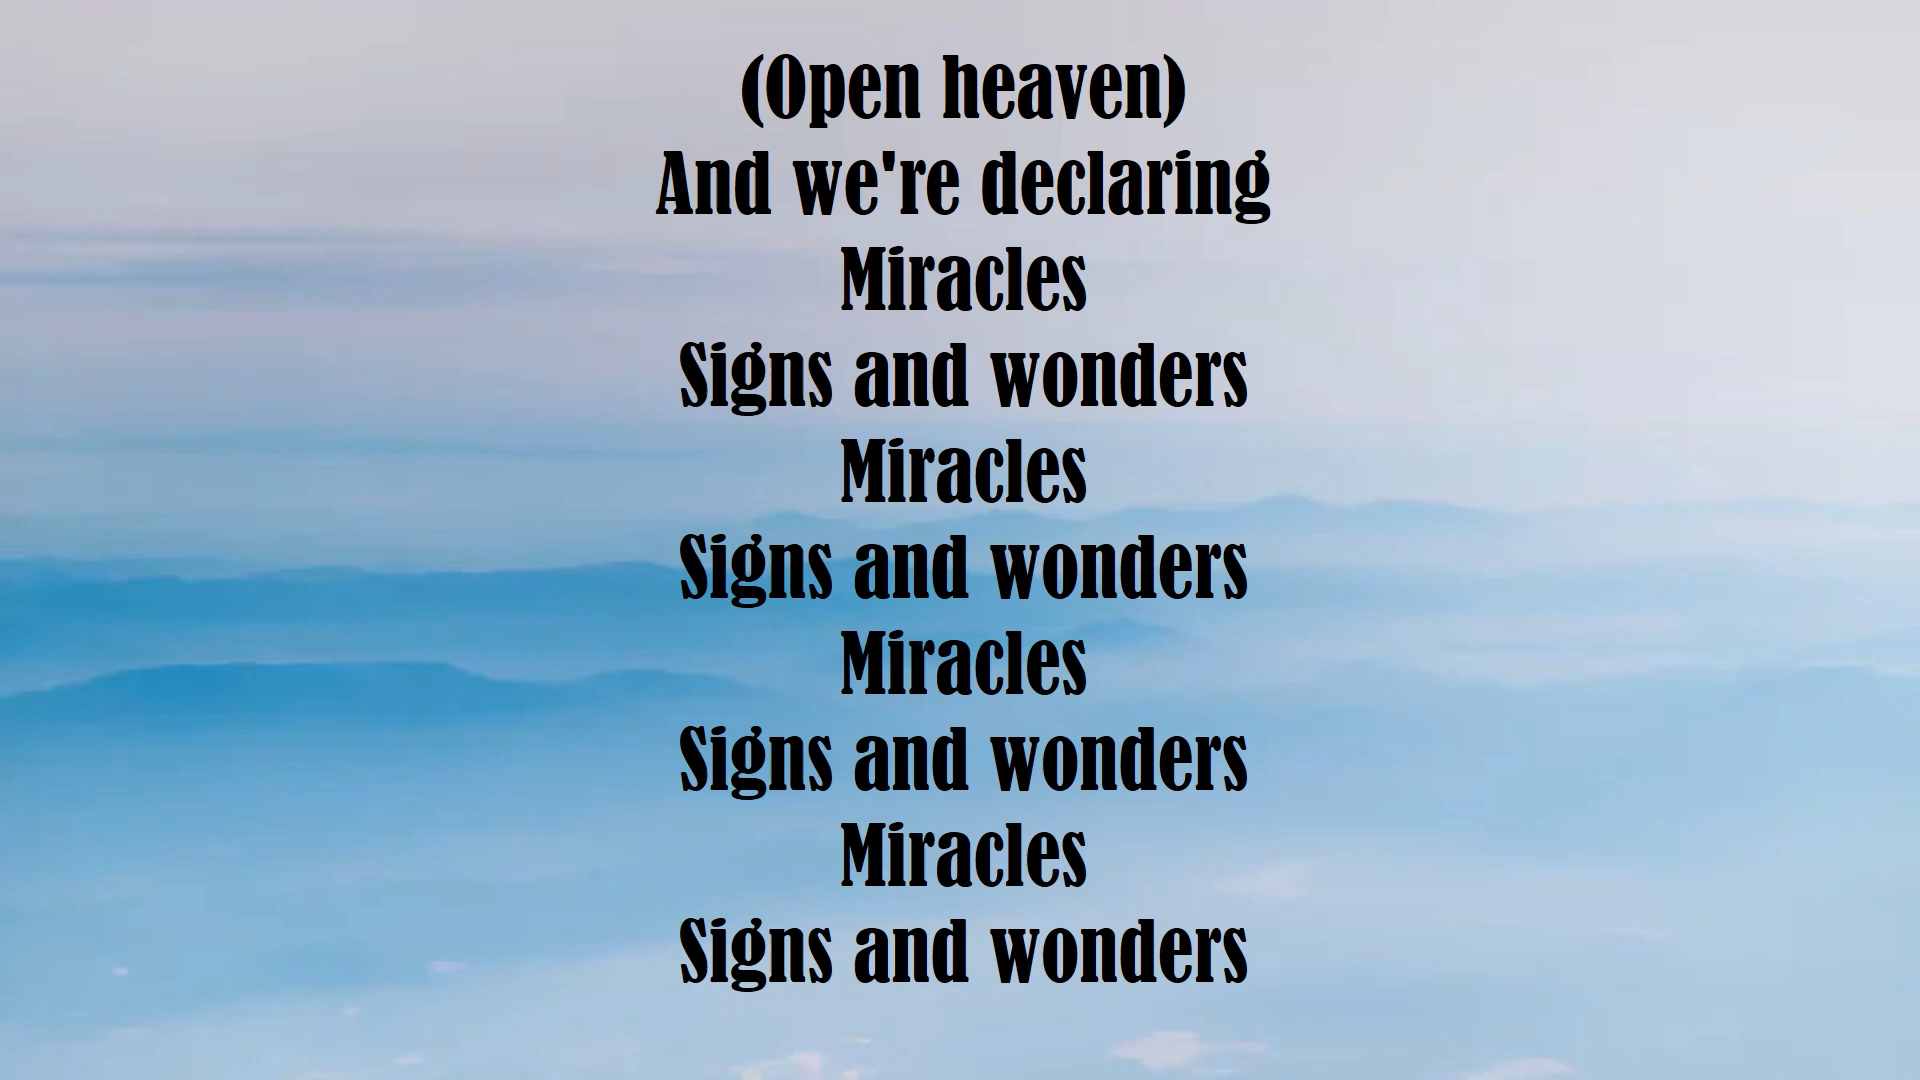 (Open heaven)
And we're declaring
Miracles
Signs and wonders
Miracles
Signs and wonders
Miracles
Signs and wonders
Miracles
Signs and wonders